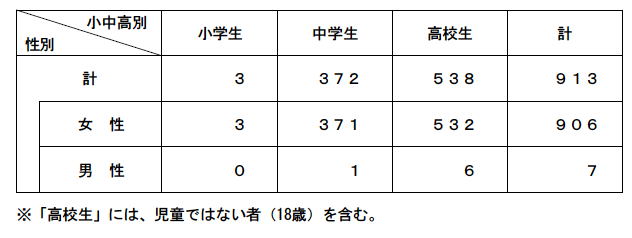 小中高別
性別
小学生 中学生 高校生 計
計 3 372 538 913
女 性 3 371 532 906
男 性 0 1 6 7
※「高校生」には、児童ではない者（18歳）を含む。